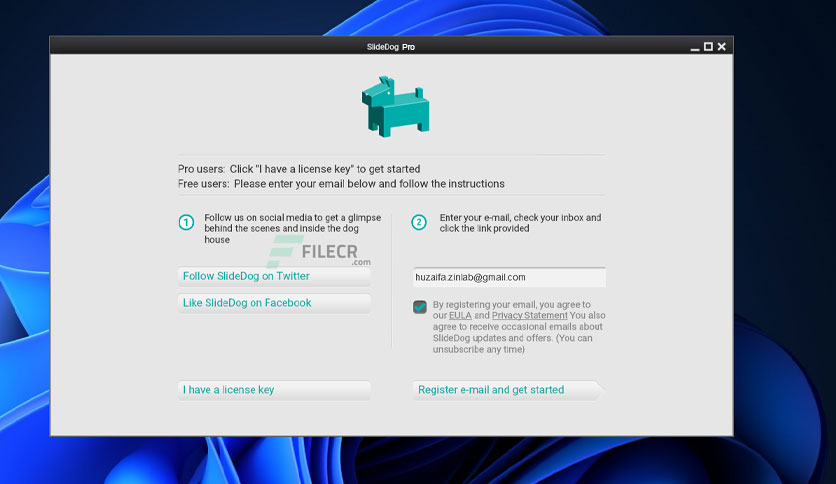 SlideDog Pro
Pro users: Click "I have a license key" to get started
Free users: Please enter your email below and follow the instructions
1
Follow us on social media to get a glimpse
behind the scenes and inside the dog
house
FILECR
.com
Follow SlideDog on Twitter
Like SlideDog on Facebook
I have a license key
2
Enter your e-mail, check your inbox and
click the link provided
huzaifa.zinlab@gmail.com
By registering your email, you agree to
our EULA and Privacy Statement You also
agree to receive occasional emails about
SlideDog updates and offers. (You can
unsubscribe any time)
Register e-mail and get started